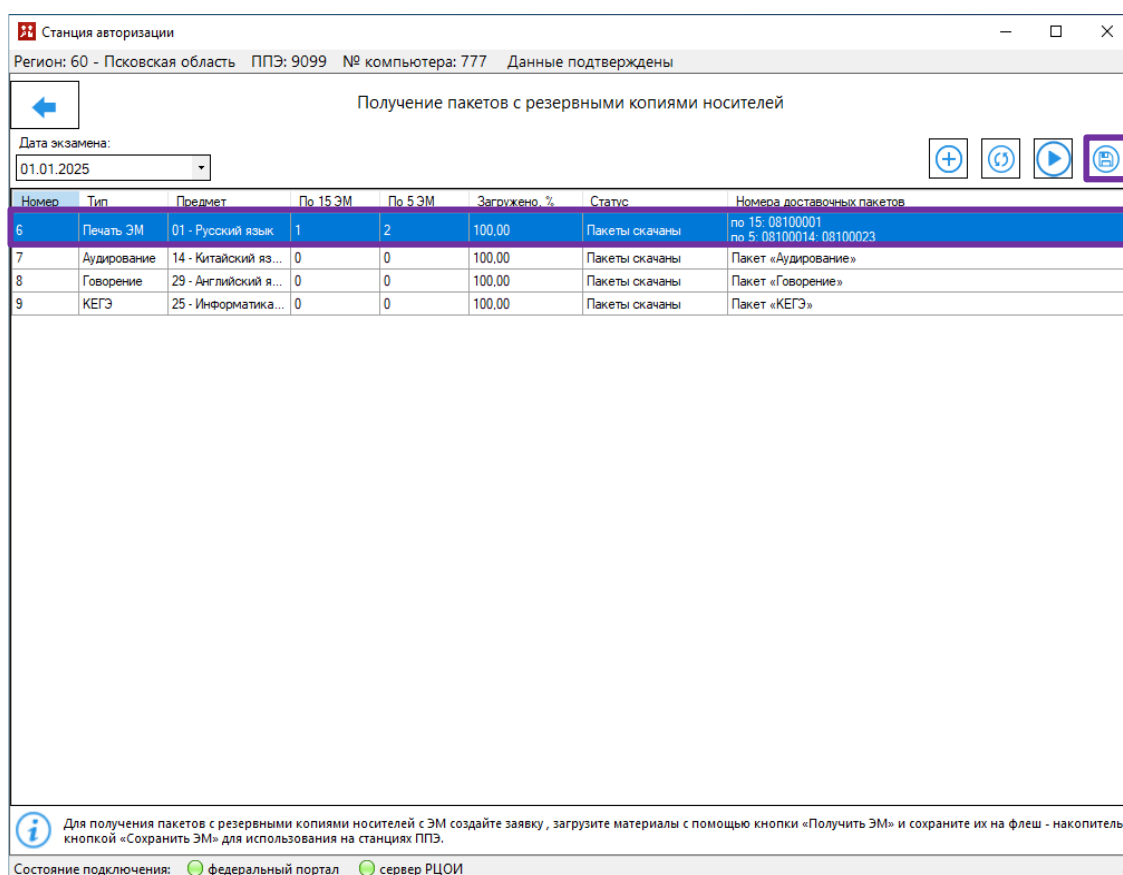 Станция авторизации
Регион: 60 - Псковская область ППЭ: 9099 № компьютера: 777 Данные подтверждены
Получение пакетов с резервными копиями носителей
Дата экзамена:
01.01.2025
Номер Тип Предмет По 15 ЭМ По 5 ЭМ Загружено, % Статус Номера доставочных пакетов
6 Печать ЭМ 01 - Русский язык 1 2 100,00 Пакеты скачаны по 15: 08100001
по 5: 08100014; 08100023
7 Аудирование 14 - Китайский яз... 0 0 100,00 Пакеты скачаны Пакет «Аудирование»
8 Говорение 29 - Английский я... 0 0 100,00 Пакеты скачаны Пакет «Говорение»
9 КЕГЭ 25 - Информатика... 0 0 100,00 Пакеты скачаны Пакет «КЕГЭ»
Для получения пакетов с резервными копиями носителей с ЭМ создайте заявку , загрузите материалы с помощью кнопки «Получить ЭМ» и сохраните их на флеш - накопитель
кнопкой «Сохранить ЭМ» для использования на станциях ППЭ.
Состояние подключения: федеральный портал сервер РЦОИ